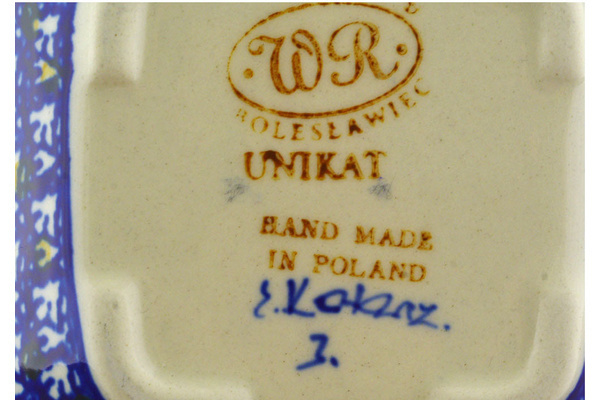 ·WR·
BOLESŁAWIEC
UNIKAT
HAND MADE
IN POLAND
3.